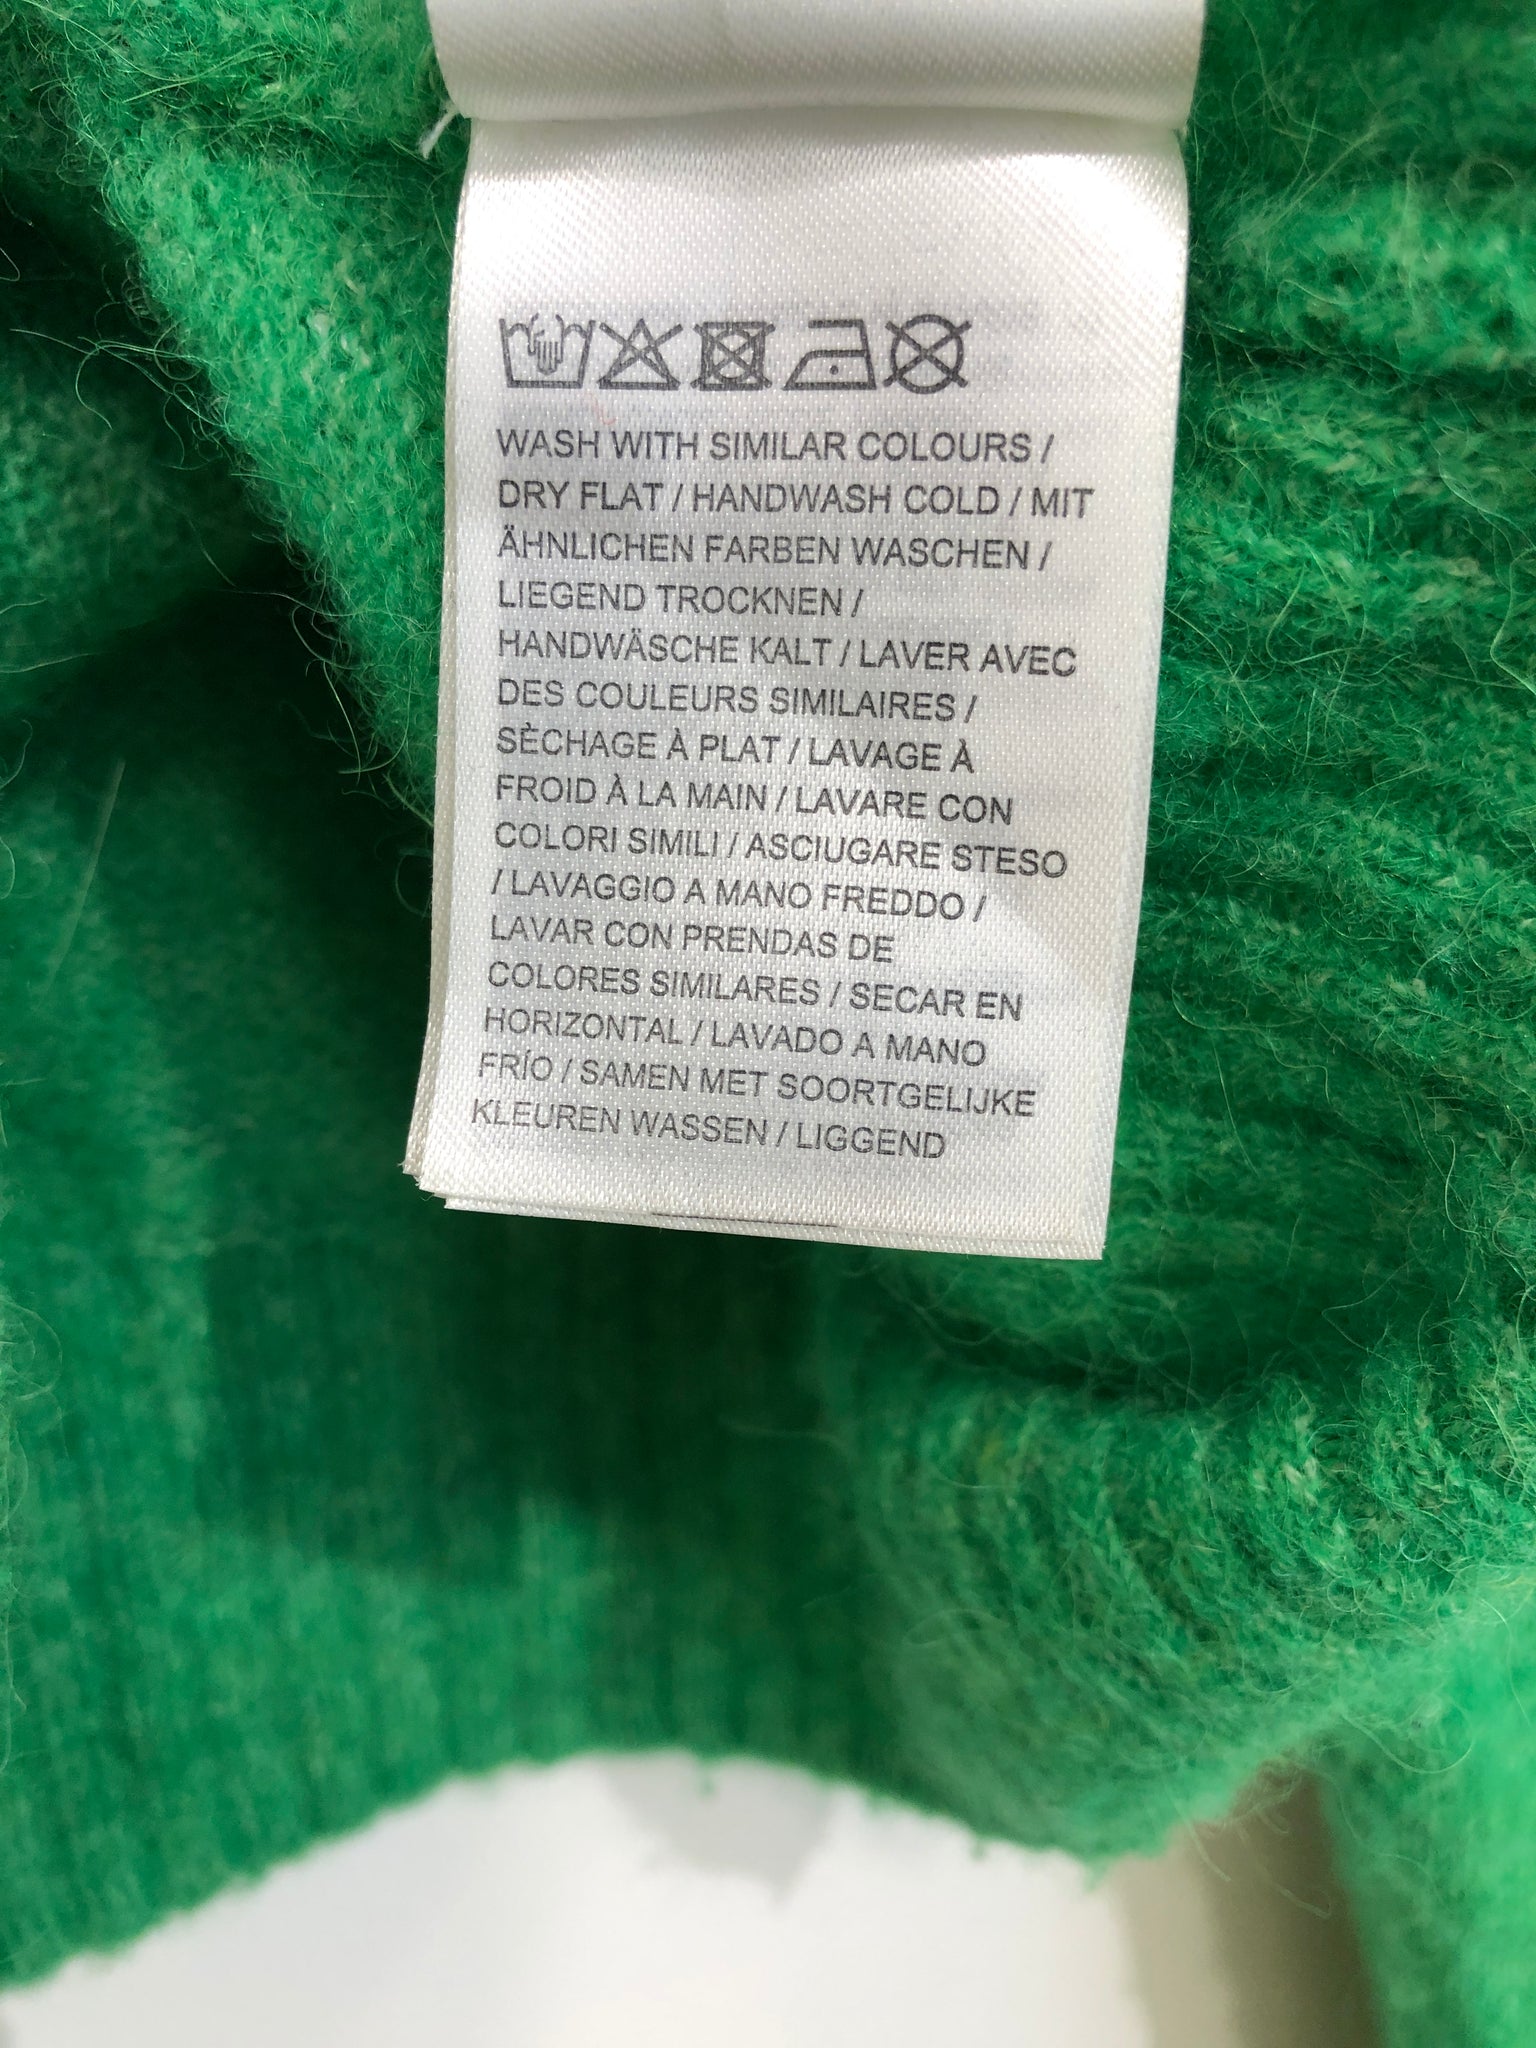 WASH WITH SIMILAR COLOURS /
DRY FLAT / HANDWASH COLD / MIT
ÄHNLICHEN FARBEN WASCHEN /
LIEGEND TROCKNEN /
HANDWÄSCHE KALT / LAVER AVEC
DES COULEURS SIMILAIRES /
SÈCHAGE À PLAT / LAVAGE À
FROID À LA MAIN / LAVARE CON
COLORI SIMILI / ASCIUGARE STESO
/ LAVAGGIO A MANO FREDDO /
LAVAR CON PRENDAS DE
COLORES SIMILARES / SECAR EN
HORIZONTAL / LAVADO A MANO
FRÍO / SAMEN MET SOORTGELIJKE
KLEUREN WASSEN / LIGGEND